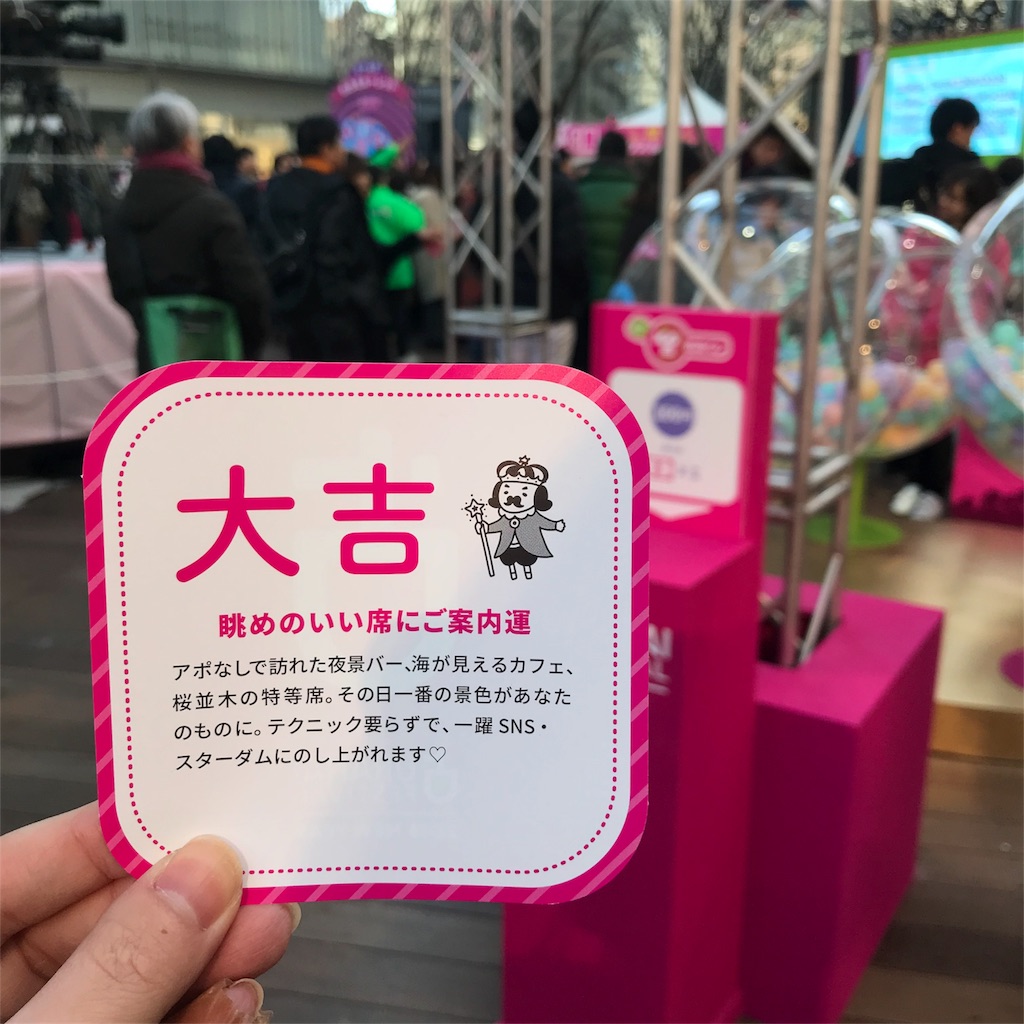 大吉
眺めのいい席にご案内運
アポなしで訪れた夜景バー、海が見えるカフェ、
桜並木の特等席。その日一番の景色があなた
のものに。テクニック要らずで、一躍 SNS・
スターダムにのし上がれます♡